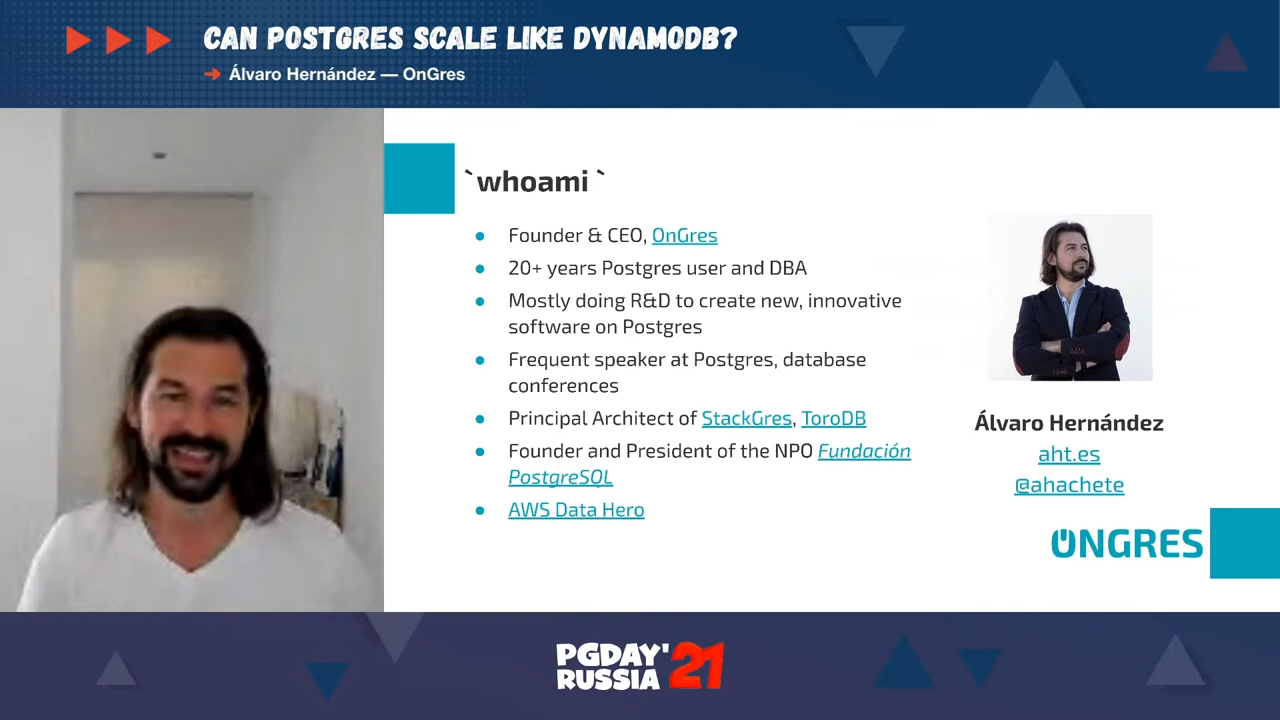 CAN POSTGRES SCALE LIKE DYNAMODB?
➔ Álvaro Hernández — OnGres
`whoami `
● Founder & CEO, OnGres
● 20+ years Postgres user and DBA
● Mostly doing R&D to create new, innovative
software on Postgres
● Frequent speaker at Postgres, database
conferences
● Principal Architect of StackGres, ToroDB
● Founder and President of the NPO Fundación
PostgreSQL
● AWS Data Hero
Álvaro Hernández
aht.es
@ahachete
ONGRES
PGDAY'21
RUSSIA